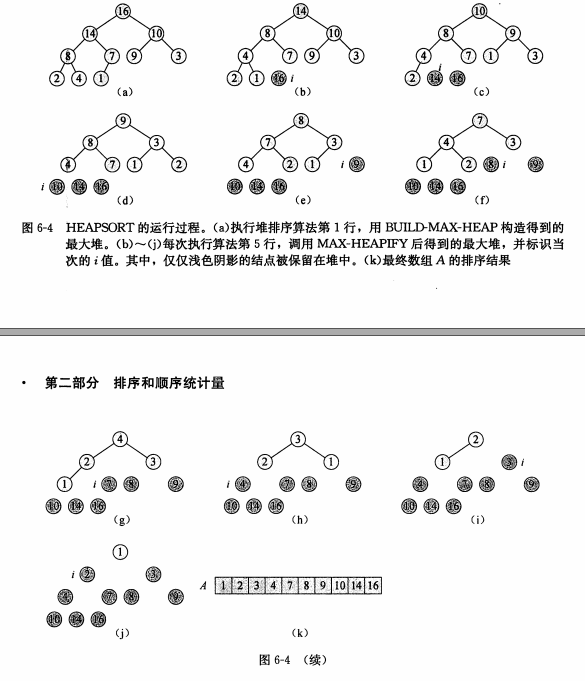 16 14 10
14 10 8 10 8 9
8 7 9 3 4 7 9 3 4 7 1 3
i
2 4 1 2 1 16 i 2 14 16
(a) (b) (c)
9 8 7
8 3 7 3 4 3
4 7 1 2 4 2 1 i 9 1 2 8 i 9
i 10 14 16 10 14 16 10 14 16
(d) (e) (f)
图 6-4 HEAPSORT 的运行过程。(a)执行堆排序算法第 1 行，用 BUILD-MAX-HEAP 构造得到的
最大堆。(b)～(j)每次执行算法第 5 行，调用 MAX-HEAPIFY 后得到的最大堆，并标识当
次的 i 值。其中，仅仅浅色阴影的结点被保留在堆中。(k)最终数组 A 的排序结果
· 第二部分 排序和顺序统计量
4 3 2
2 3 2 1 1 3 i
1 i 7 8 9 i 4 7 8 9 4 7 8 9
10 14 16 10 14 16 10 14 16
(g) (h) (i)
1
i 2 3
A 1 2 3 4 7 8 9 10 14 16
4 7 8 9
10 14 16
(j) (k)
图 6-4 (续)